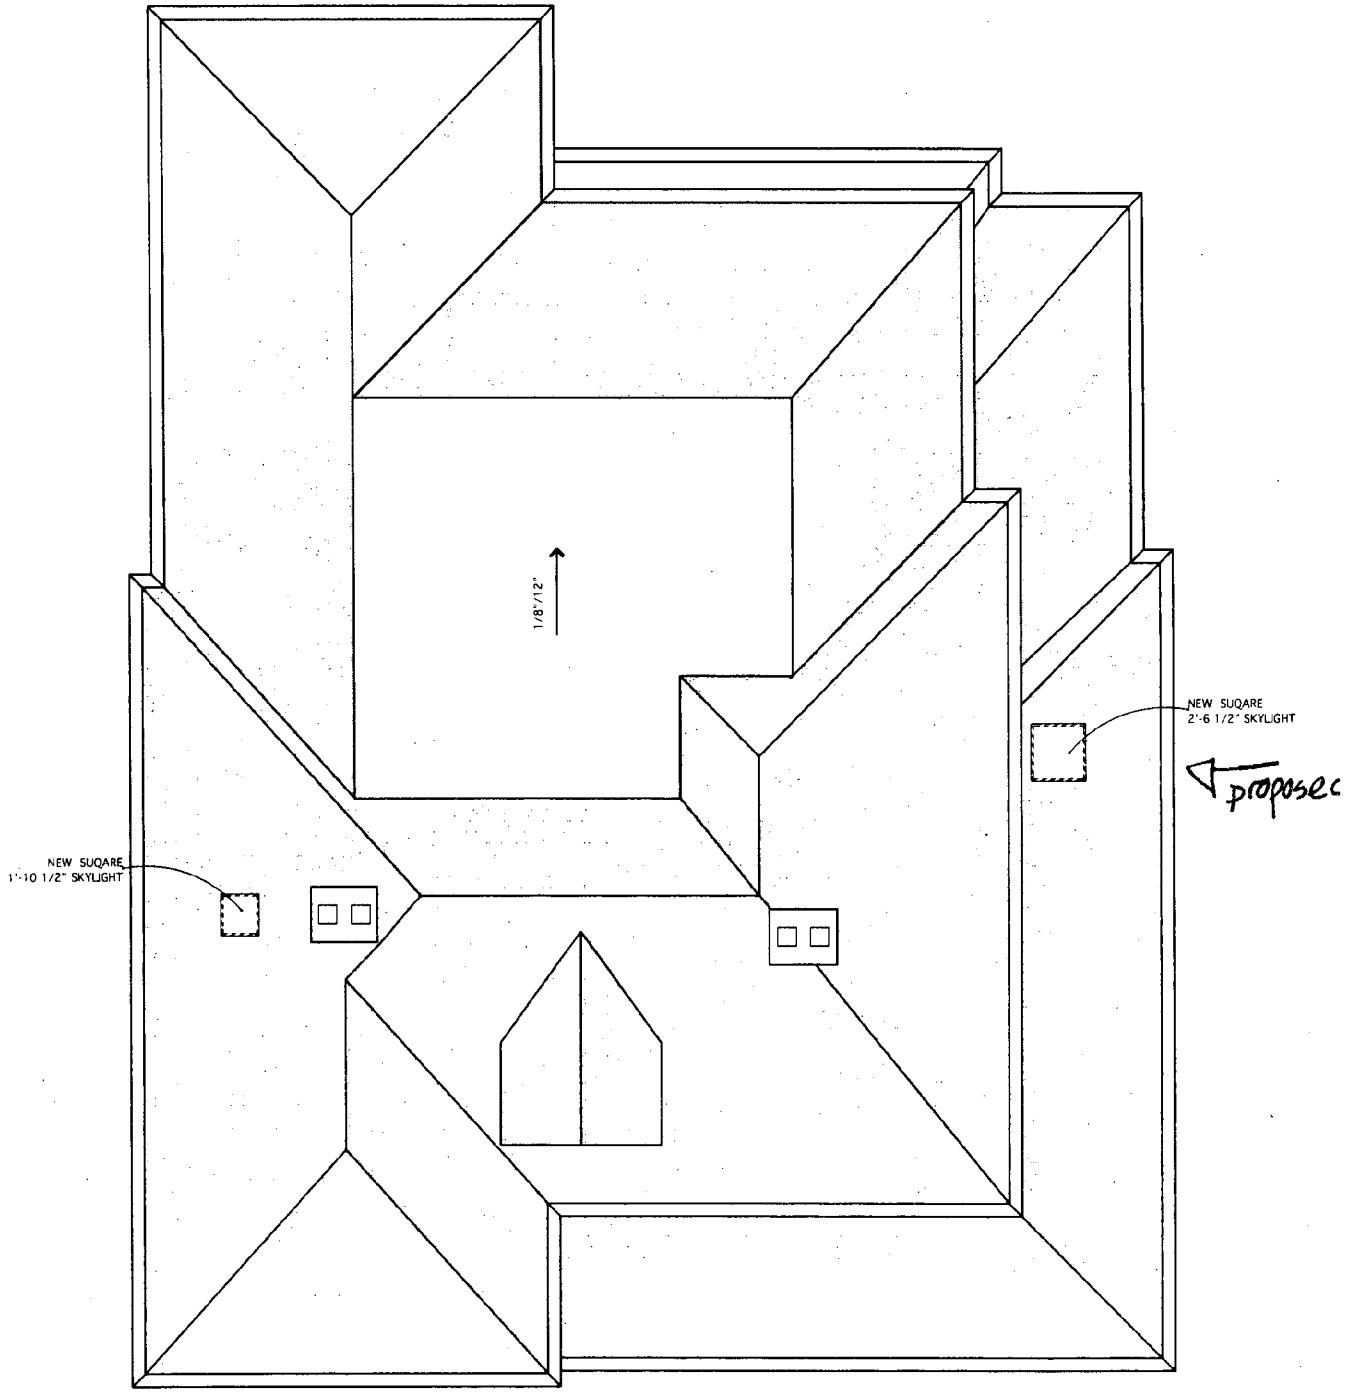 1/8"/12"
NEW SUQARE
2'-6 1/2" SKYLIGHT
proposec
NEW SUQARE
1'-10 1/2" SKYLIGHT